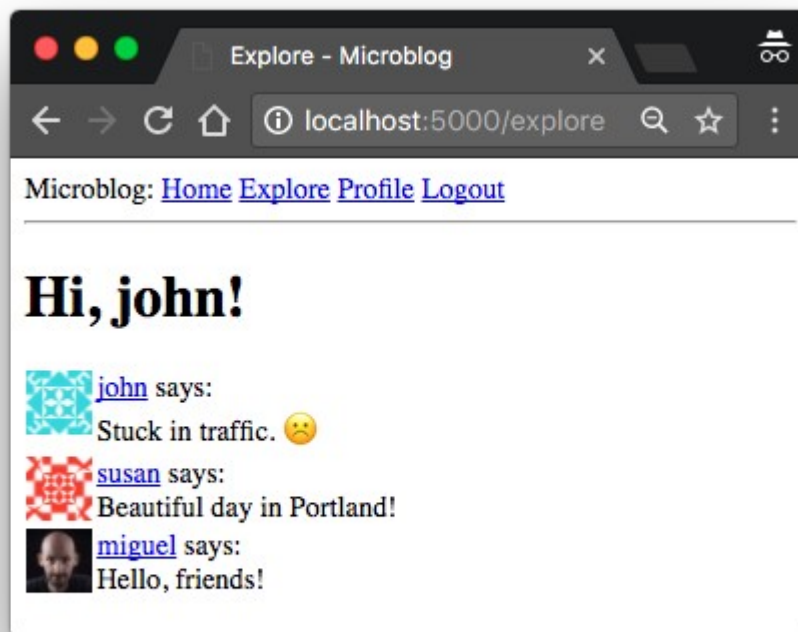 Explore - Microblog
localhost:5000/explore
Microblog: Home Explore Profile Logout
Hi, john!
john says:
Stuck in traffic. 🙁
susan says:
Beautiful day in Portland!
miguel says:
Hello, friends!